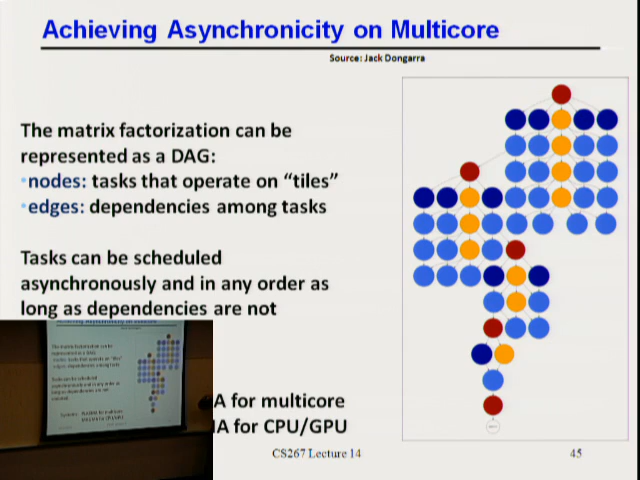 Achieving Asynchronicity on Multicore
Source: Jack Dongarra
The matrix factorization can be
represented as a DAG:
•nodes: tasks that operate on “tiles”
•edges: dependencies among tasks
Tasks can be scheduled
asynchronously and in any order as
long as dependencies are not
A for multicore
IA for CPU/GPU
CS267 Lecture 14
45